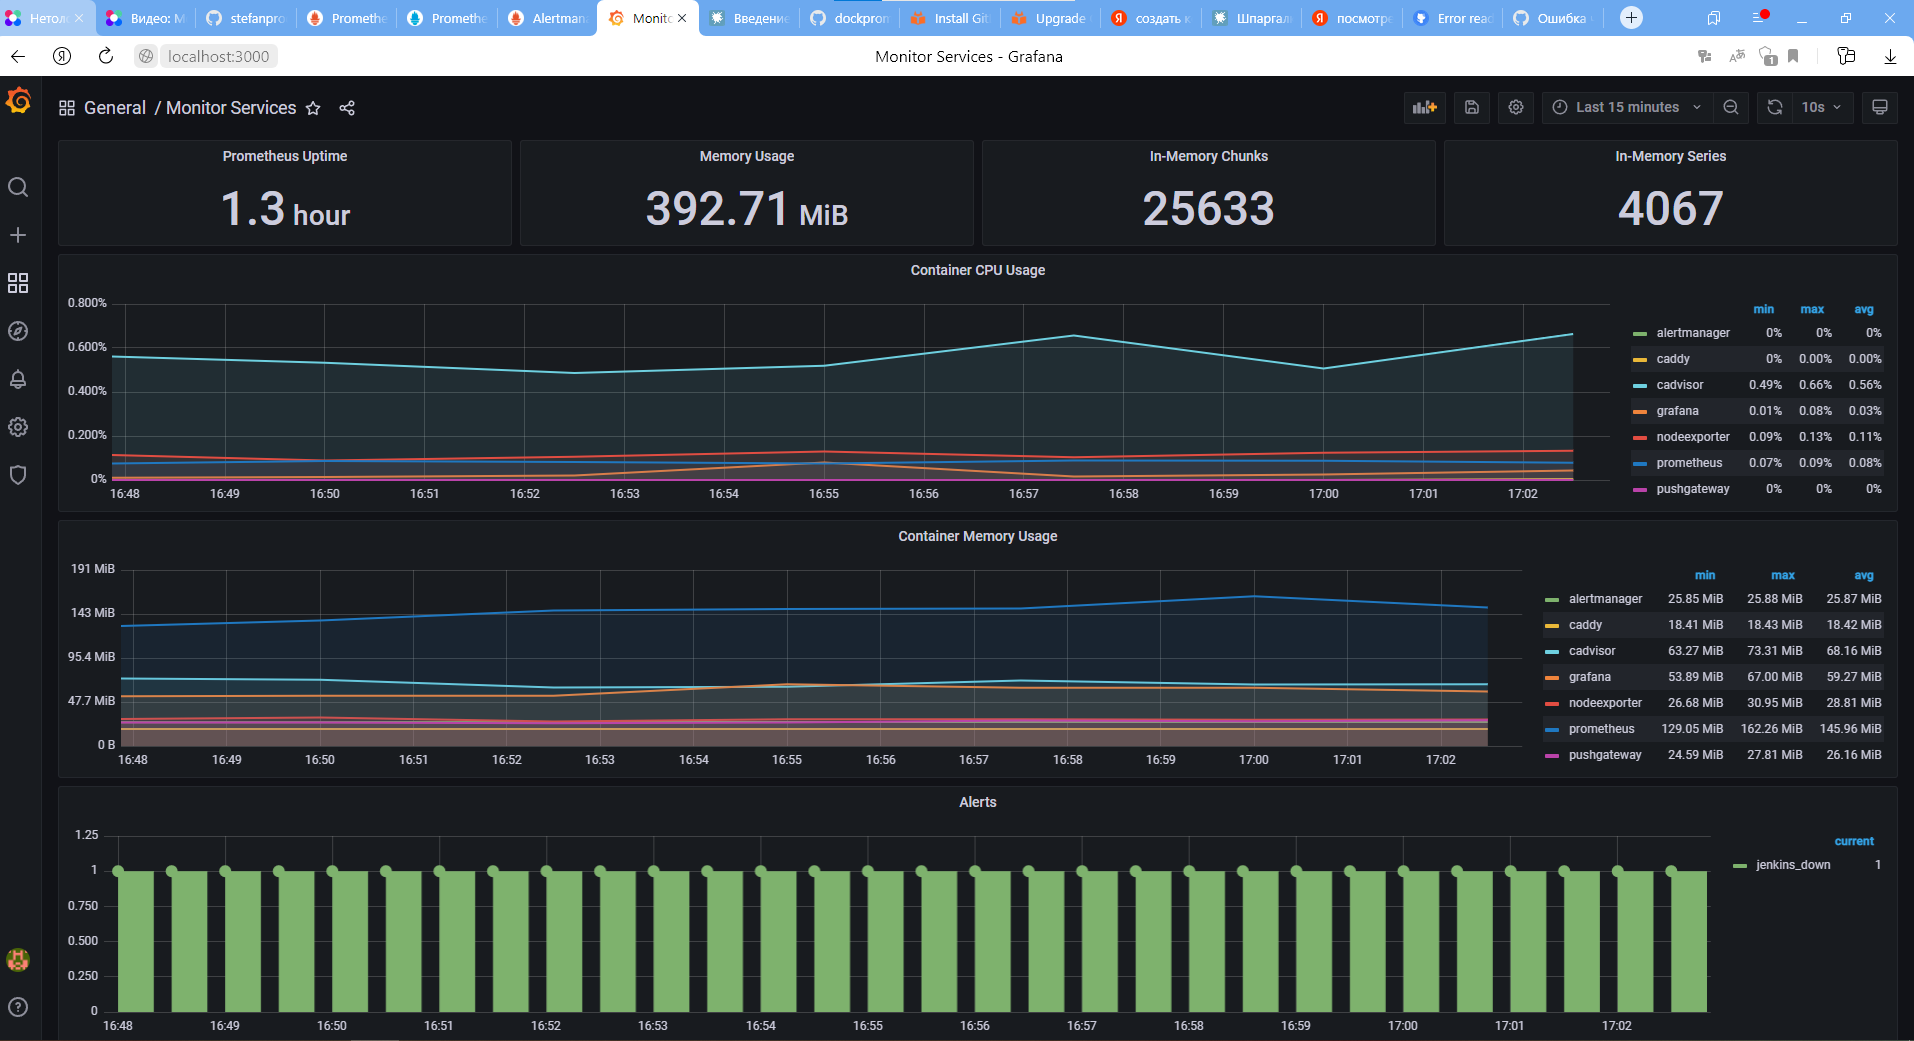 Нетоло Видео: М stefanpro Promethe Promethe Alertman Monito Введение dockprom Install Git Upgrade создать к Шпаргал посмотре Error read Ошибка
localhost:3000 Monitor Services - Grafana 1
General / Monitor Services Last 15 minutes 10s
Prometheus Uptime Memory Usage In-Memory Chunks In-Memory Series
1.3 hour 392.71 MiB 25633 4067
Container CPU Usage
min max avg
0.800%
0.600%
0.400%
0.200%
0%
16:48 16:49 16:50 16:51 16:52 16:53 16:54 16:55 16:56 16:57 16:58 16:59 17:00 17:01 17:02
alertmanager 0% 0% 0%
caddy 0% 0.00% 0.00%
cadvisor 0.49% 0.66% 0.56%
grafana 0.01% 0.08% 0.03%
nodeexporter 0.09% 0.13% 0.11%
prometheus 0.07% 0.09% 0.08%
pushgateway 0% 0% 0%
Container Memory Usage
191 MiB
143 MiB
95.4 MiB
47.7 MiB
0 B
16:48 16:49 16:50 16:51 16:52 16:53 16:54 16:55 16:56 16:57 16:58 16:59 17:00 17:01 17:02
min max avg
alertmanager 25.85 MiB 25.88 MiB 25.87 MiB
caddy 18.41 MiB 18.43 MiB 18.42 MiB
cadvisor 63.27 MiB 73.31 MiB 68.16 MiB
grafana 53.89 MiB 67.00 MiB 59.27 MiB
nodeexporter 26.68 MiB 30.95 MiB 28.81 MiB
prometheus 129.05 MiB 162.26 MiB 145.96 MiB
pushgateway 24.59 MiB 27.81 MiB 26.16 MiB
Alerts
1.25
1
0.750
0.500
0.250
0
16:48 16:49 16:50 16:51 16:52 16:53 16:54 16:55 16:56 16:57 16:58 16:59 17:00 17:01 17:02
current
jenkins_down 1